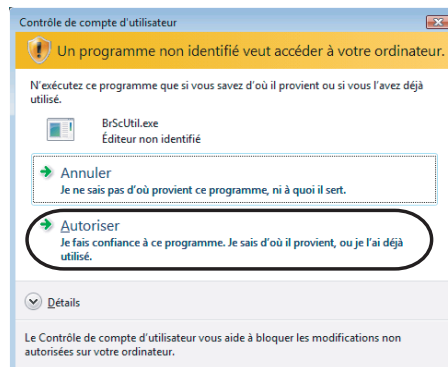 Contrôle de compte d'utilisateur
Un programme non identifié veut accéder à votre ordinateur.
N'exécutez ce programme que si vous savez d'où il provient ou si vous l'avez déjà
utilisé.
BrScUtil.exe
Éditeur non identifié
Annuler
Je ne sais pas d'où provient ce programme, ni à quoi il sert.
Autoriser
Je fais confiance à ce programme. Je sais d'où il provient, ou je l'ai déjà
utilisé.
Détails
Le Contrôle de compte d'utilisateur vous aide à bloquer les modifications non
autorisées sur votre ordinateur.